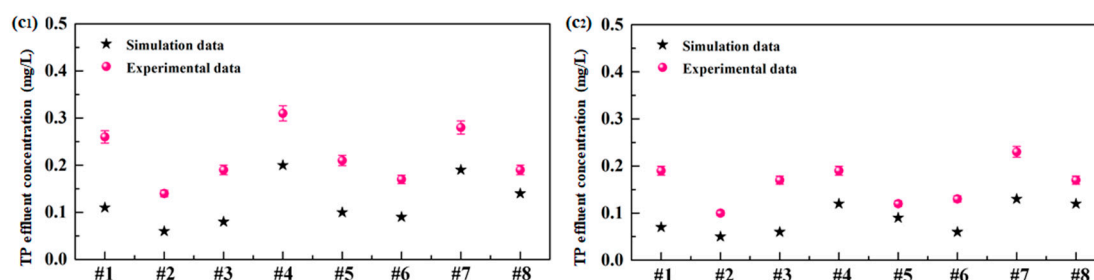 (c1)
TP effluent concentration (mg/L)
0.5
0.4
0.3
0.2
0.1
0.0
Simulation data
Experimental data
#1 #2 #3 #4 #5 #6 #7 #8
(c2)
TP effluent concentration (mg/L)
0.5
0.4
0.3
0.2
0.1
0.0
Simulation data
Experimental data
#1 #2 #3 #4 #5 #6 #7 #8